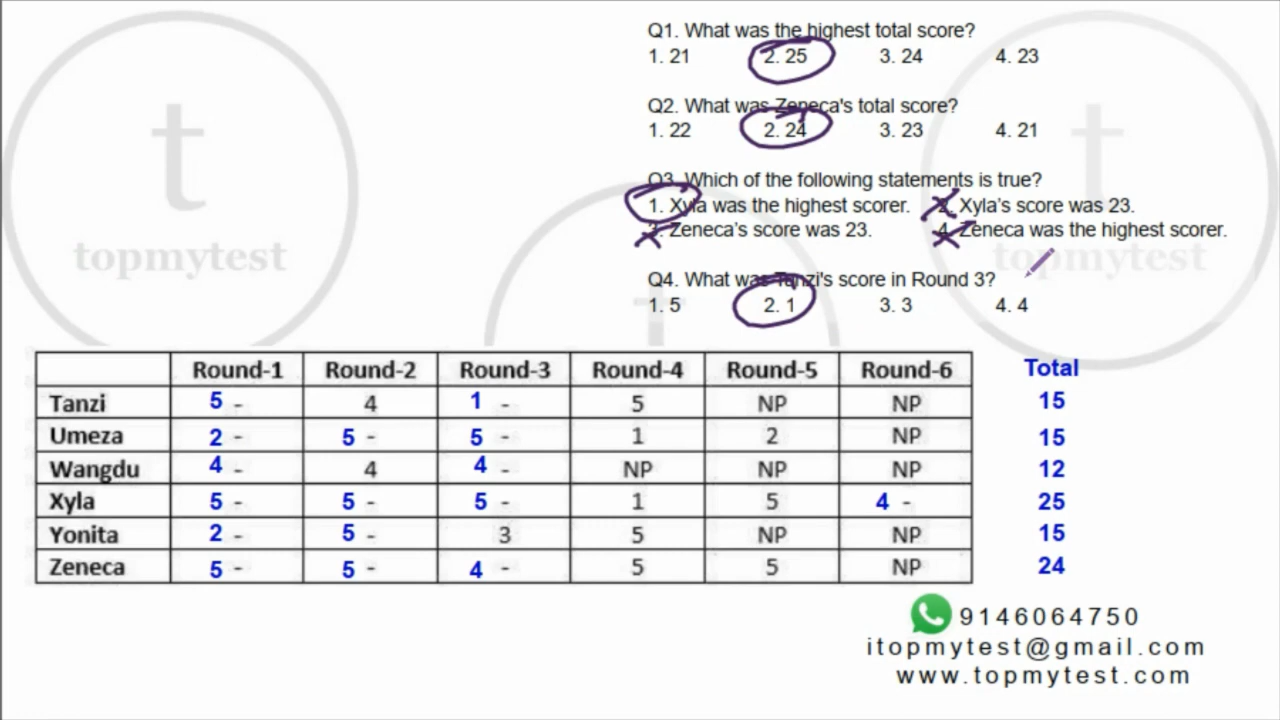 Q1. What was the highest total score?
1. 21 2. 25 3. 24 4. 23
Q2. What was Zeneca's total score?
1. 22 2. 24 3. 23 4. 21
Q3. Which of the following statements is true?
1. Xyla was the highest scorer. 2. Xyla's score was 23.
3. Zeneca's score was 23. 4. Zeneca was the highest scorer.
Q4. What was Tanzi's score in Round 3?
1. 5 2. 1 3. 3 4. 4
t
topmytest
t
topmytest
t
Round-1 Round-2 Round-3 Round-4 Round-5 Round-6 Total
Tanzi 5 - 4 1 - 5 NP NP 15
Umeza 2 - 5 - 5 - 1 2 NP 15
Wangdu 4 - 4 4 - NP NP NP 12
Xyla 5 - 5 - 5 - 1 5 4 - 25
Yonita 2 - 5 - 3 5 NP NP 15
Zeneca 5 - 5 - 4 - 5 5 NP 24
9146064750
itopmytest@gmail.com
www.topmytest.com